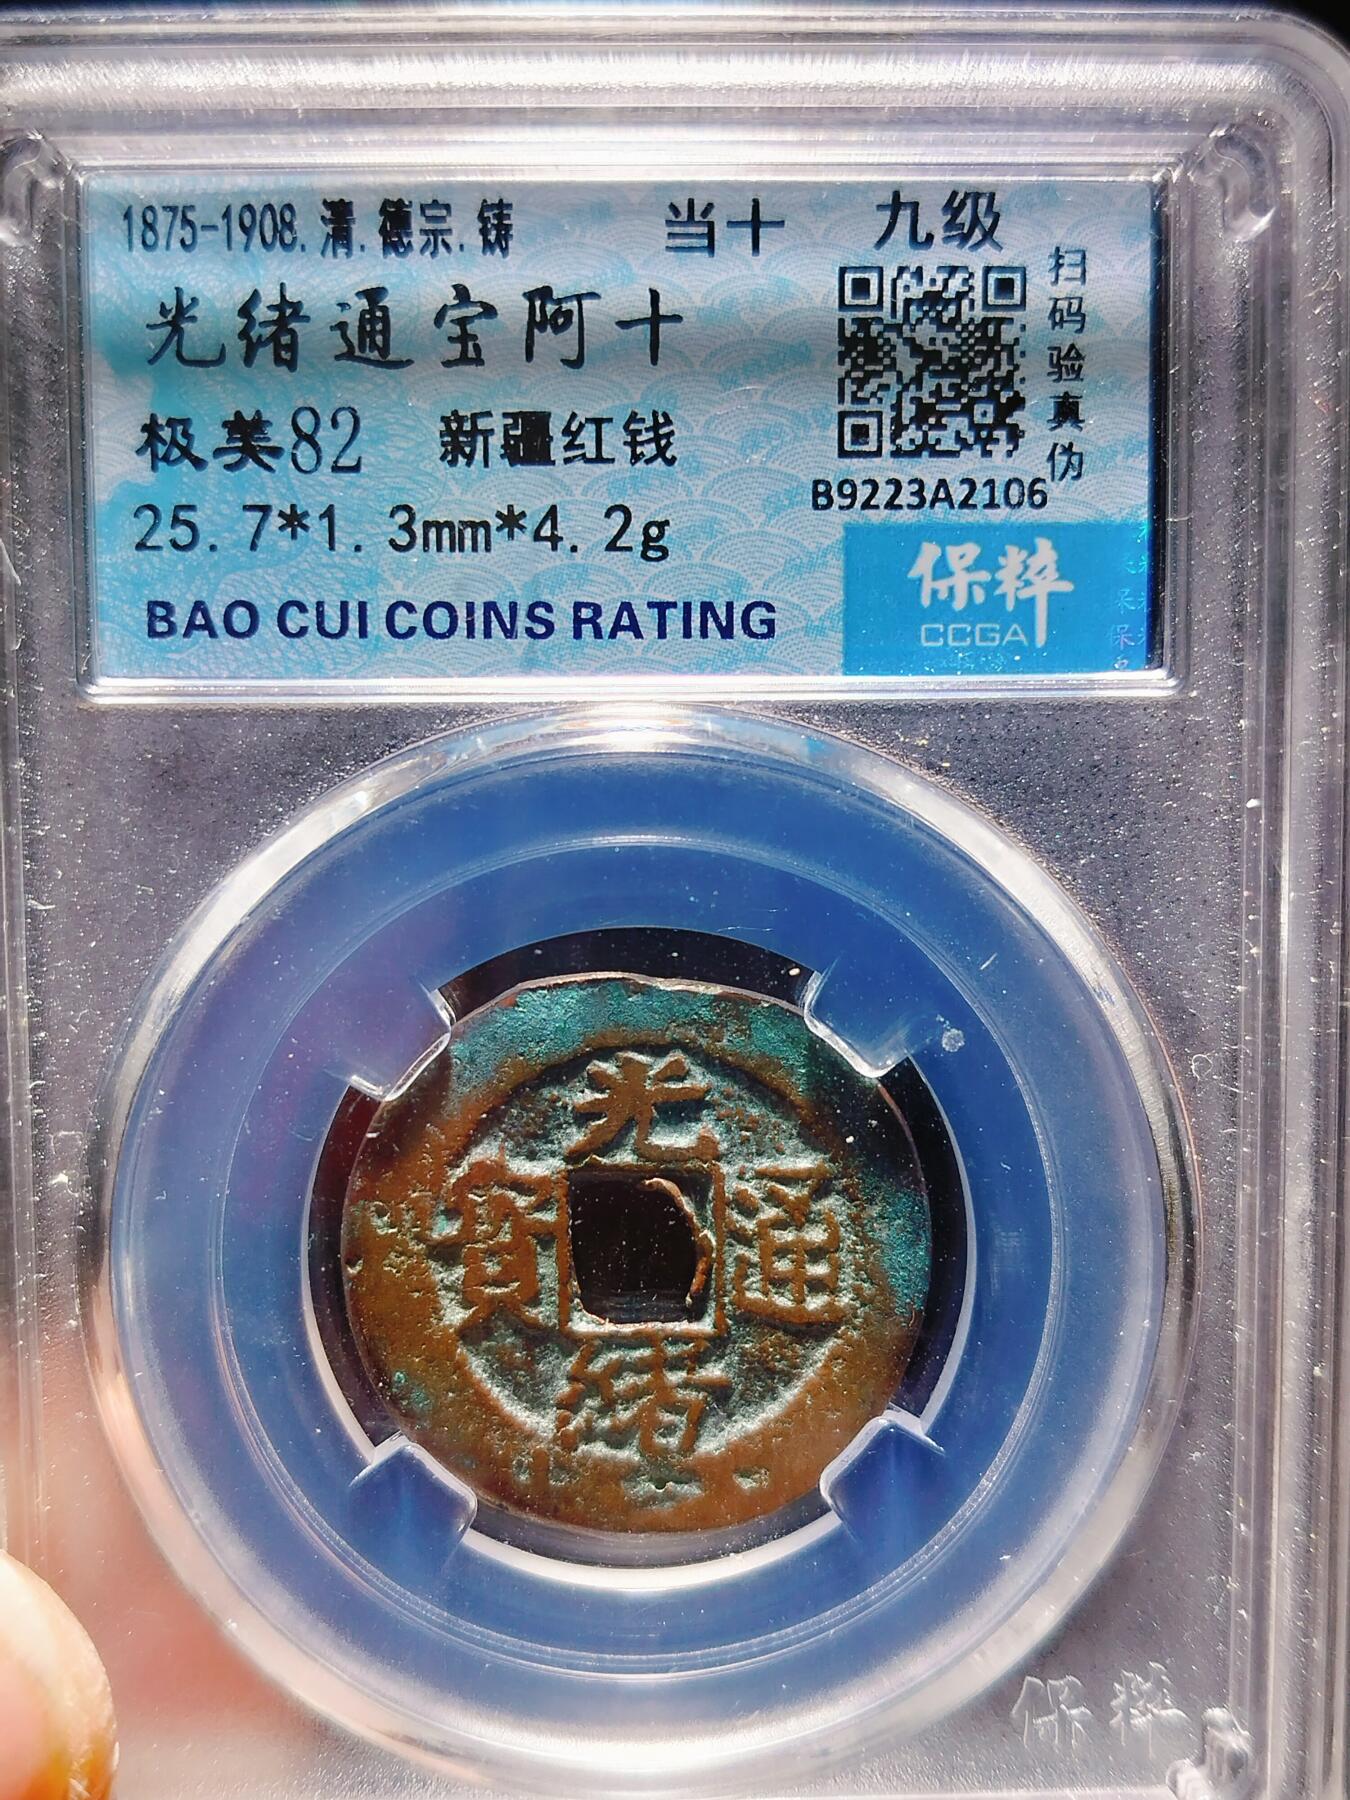 1875-1908.清.德宗.铸 当十 九级
光绪通宝阿十
极美82 新疆红钱
25.7*1.3mm*4.2g
扫码验真伪
B9223A2106
BAO CUI COINS RATING
保粹
CCGA
光
寶 通
緒
保粹